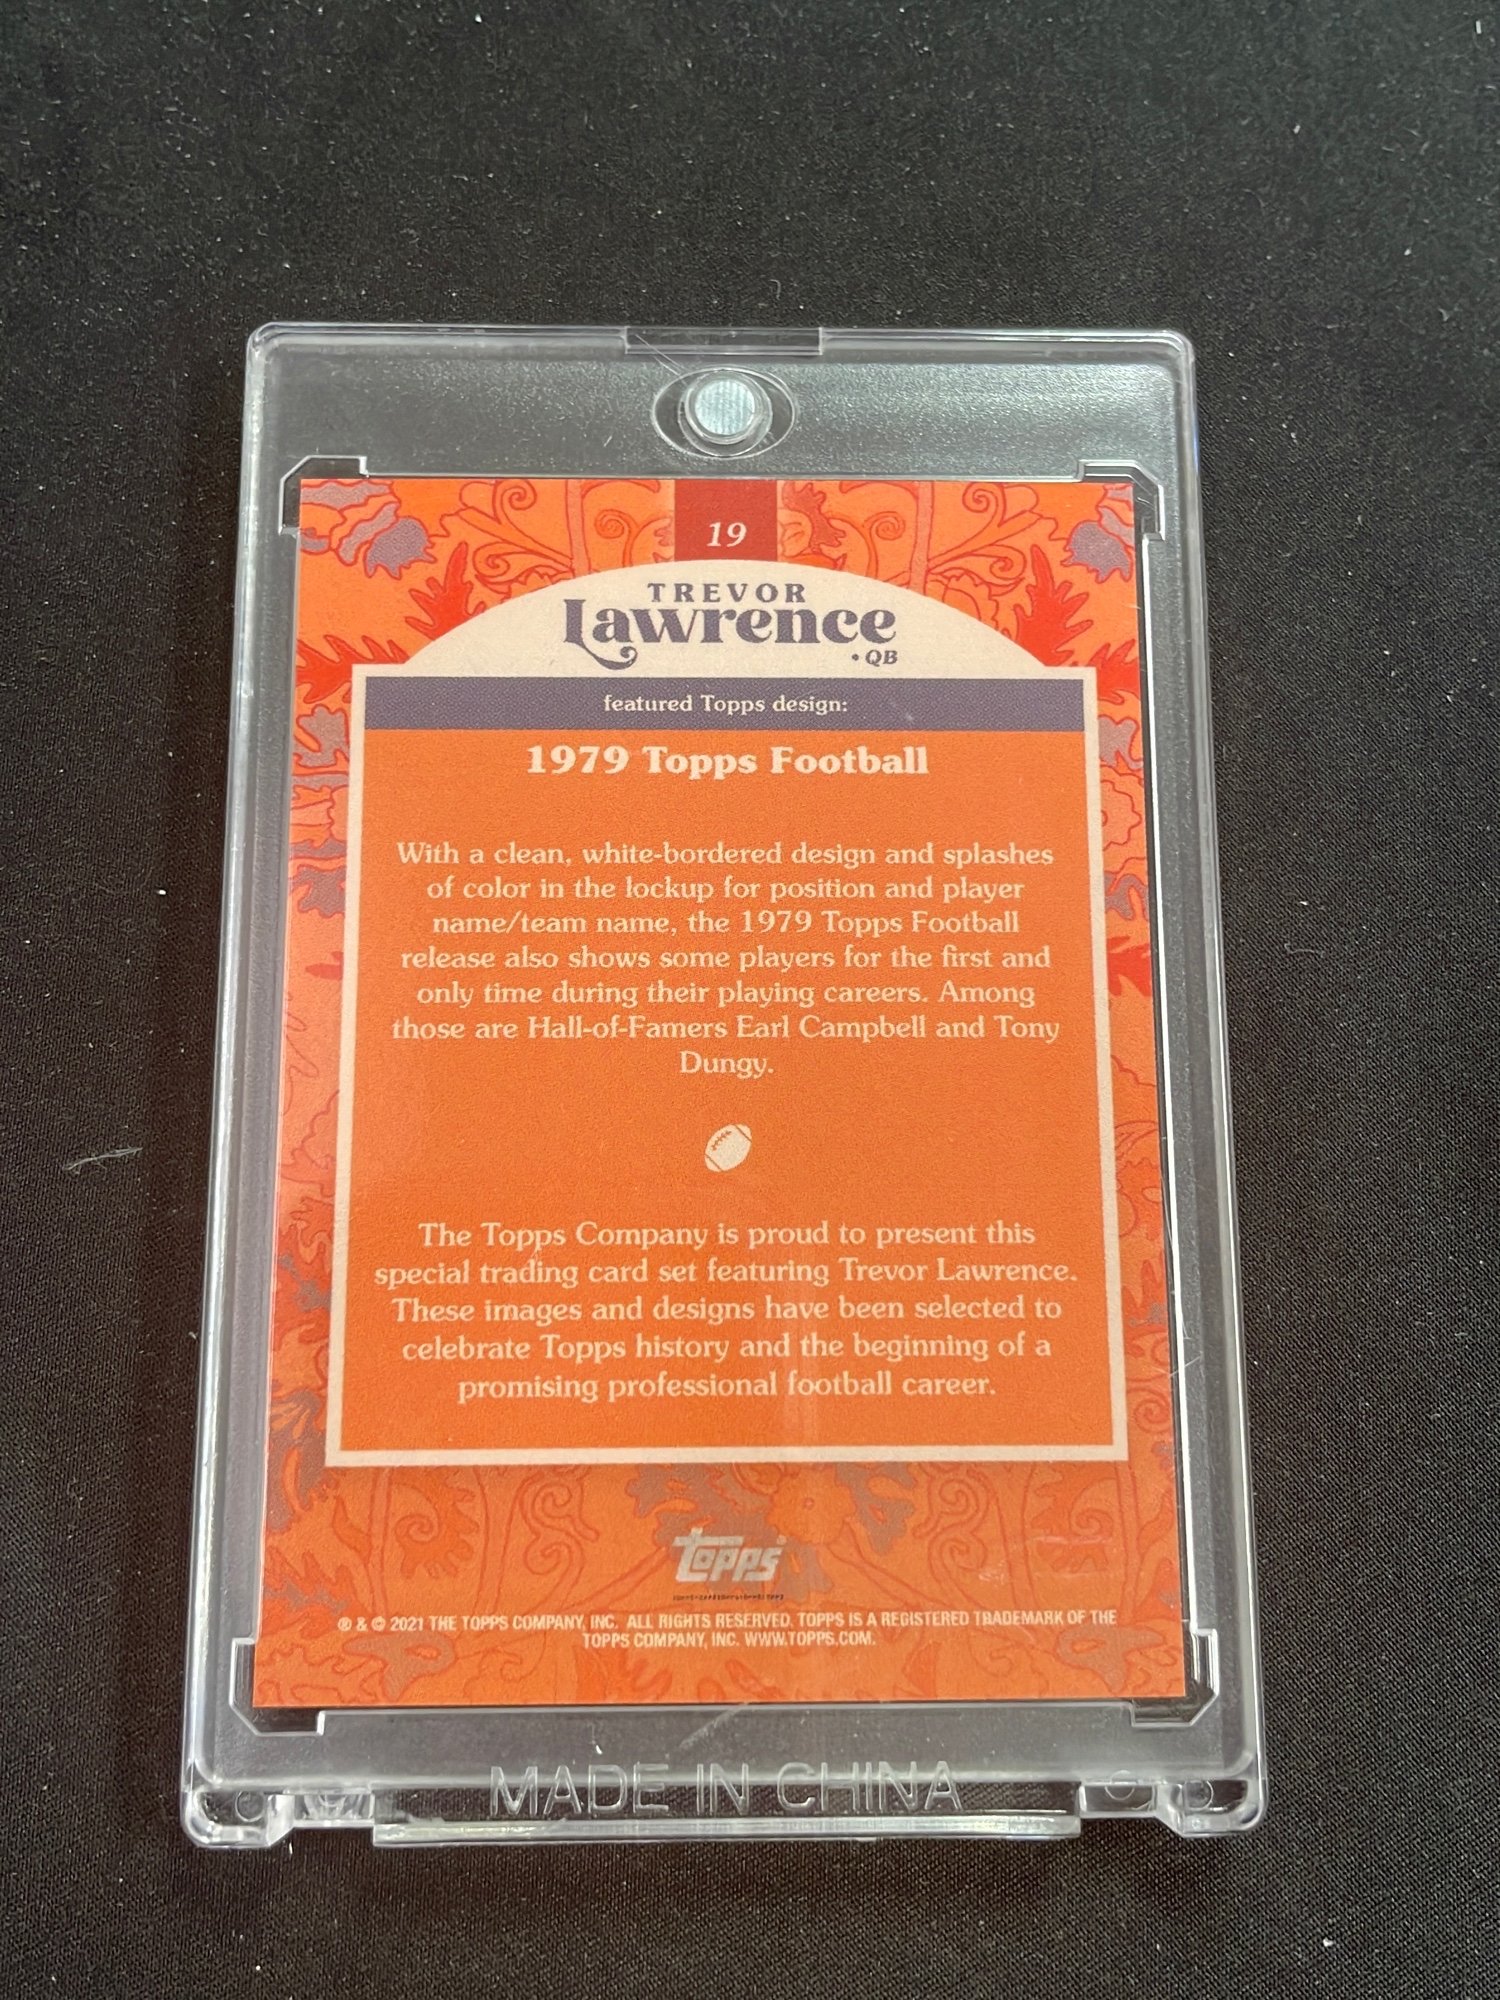 19
TREVOR
Lawrence
• QB
featured Topps design:
1979 Topps Football
With a clean, white-bordered design and splashes
of color in the lockup for position and player
name/team name, the 1979 Topps Football
release also shows some players for the first and
only time during their playing careers. Among
those are Hall-of-Famers Earl Campbell and Tony
Dungy.
The Topps Company is proud to present this
special trading card set featuring Trevor Lawrence.
These images and designs have been selected to
celebrate Topps history and the beginning of a
promising professional football career.
topps
® & © 2021 THE TOPPS COMPANY, INC. ALL RIGHTS RESERVED. TOPPS IS A REGISTERED TRADEMARK OF THE
TOPPS COMPANY, INC. WWW.TOPPS.COM.
MADE IN CHINA